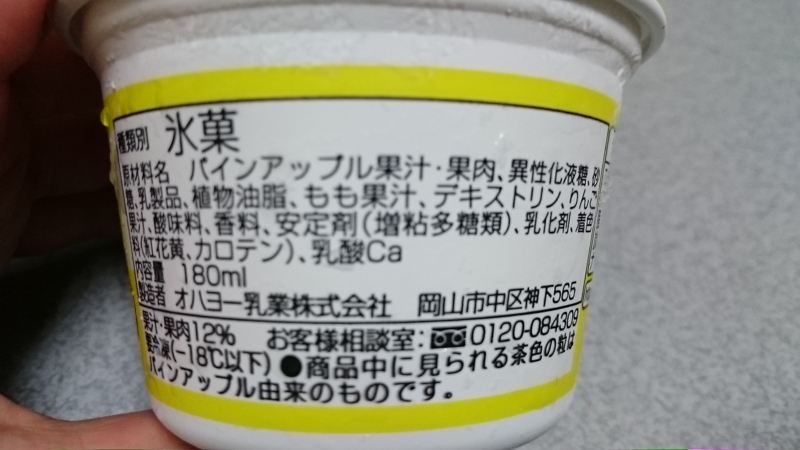 種類別 氷菓
原材料名 パインアップル果汁・果肉、異性化液糖、砂
糖、乳製品、植物油脂、もも果汁、デキストリン、りんご
果汁、酸味料、香料、安定剤(増粘多糖類)、乳化剤、着色
料(紅花黄、カロテン)、乳酸Ca
内容量 180ml
製造者 オハヨー乳業株式会社 岡山市中区神下565
果汁・果肉12% お客様相談室:0120-084309
要冷凍(-18℃以下) ●商品中に見られる茶色の粒は
パインアップル由来のものです。